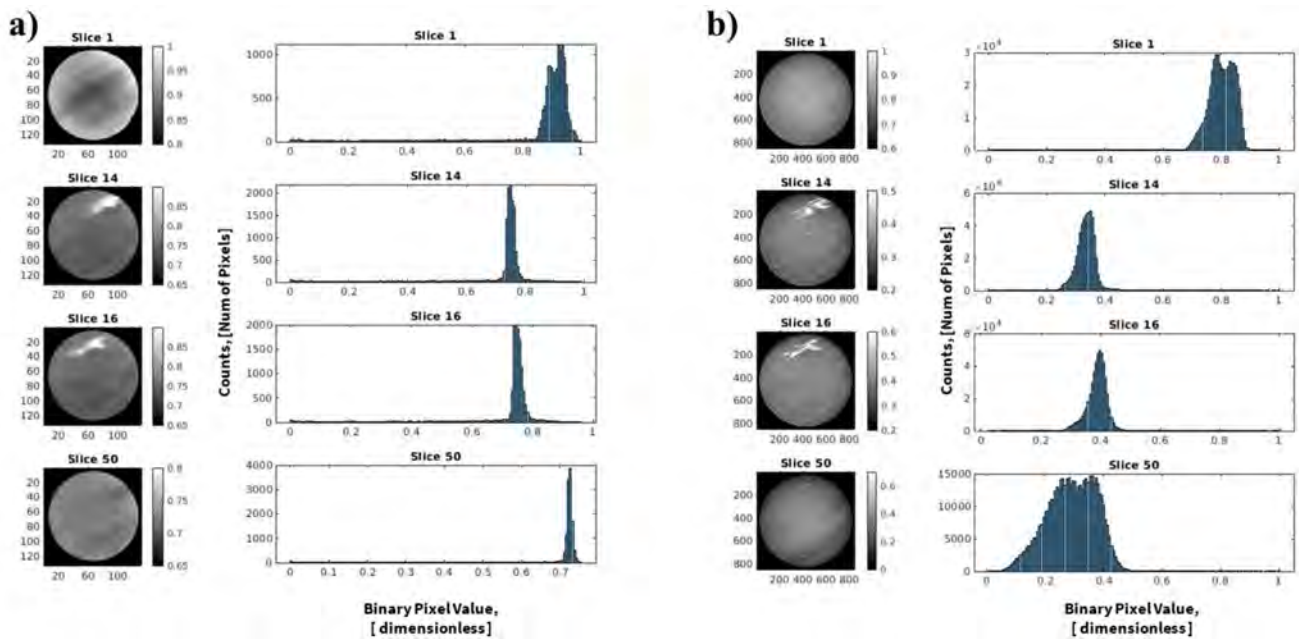 a)
Slice 1
20
40
60
80
100
120
20 60 100
1
0.95
0.9
0.85
0.8
Slice 1
1000
500
0
0 0.2 0.4 0.6 0.8 1
Slice 14
20
40
60
80
100
120
20 60 100
0.85
0.8
0.75
0.7
0.65
Slice 14
2000
1500
1000
500
0
0 0.2 0.4 0.6 0.8 1
Slice 16
20
40
60
80
100
120
20 60 100
0.85
0.8
0.75
0.7
0.65
Slice 16
2000
1500
1000
500
0
0 0.2 0.4 0.6 0.8 1
Slice 50
20
40
60
80
100
120
20 60 100
0.8
0.75
0.7
0.65
Slice 50
4000
3000
2000
1000
0
0 0.1 0.2 0.3 0.4 0.5 0.6 0.7
Counts, [Num of Pixels]
Binary Pixel Value,
[ dimensionless]
b)
Slice 1
200
400
600
800
200 400 600 800
1
0.9
0.8
0.7
0.6
Slice 1
3 ×10⁴
2
1
0
0 0.2 0.4 0.6 0.8 1
Slice 14
200
400
600
800
200 400 600 800
0.5
0.4
0.3
0.2
Slice 14
6
4
2
0
0 0.2 0.4 0.6 0.8 1
Slice 16
200
400
600
800
200 400 600 800
0.6
0.5
0.4
0.3
0.2
Slice 16
6 ×10⁴
4
2
0
0 0.2 0.4 0.6 0.8 1
Slice 50
200
400
600
800
200 400 600 800
0.6
0.4
0.2
0
Slice 50
15000
10000
5000
0
0 0.2 0.4 0.6 0.8 1
Counts, [Num of Pixels]
Binary Pixel Value,
[ dimensionless]